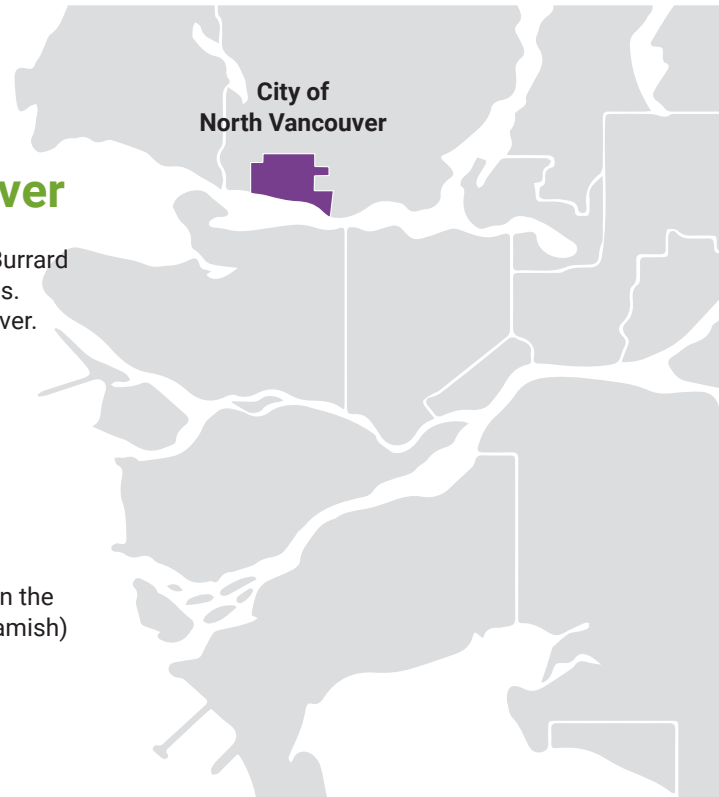 City of
North Vancouver
ver
Burrard
s.
ver.
n the
amish)